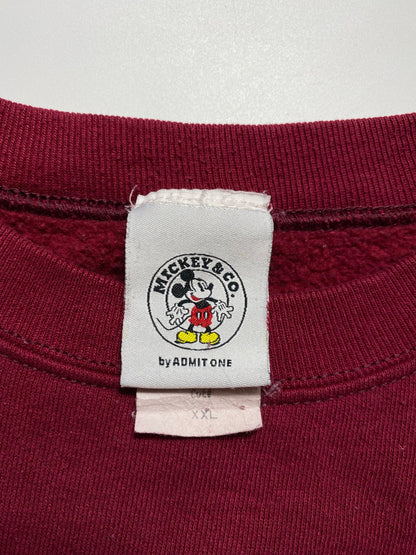 MICKEY & CO.
by ADMIT ONE
XXL